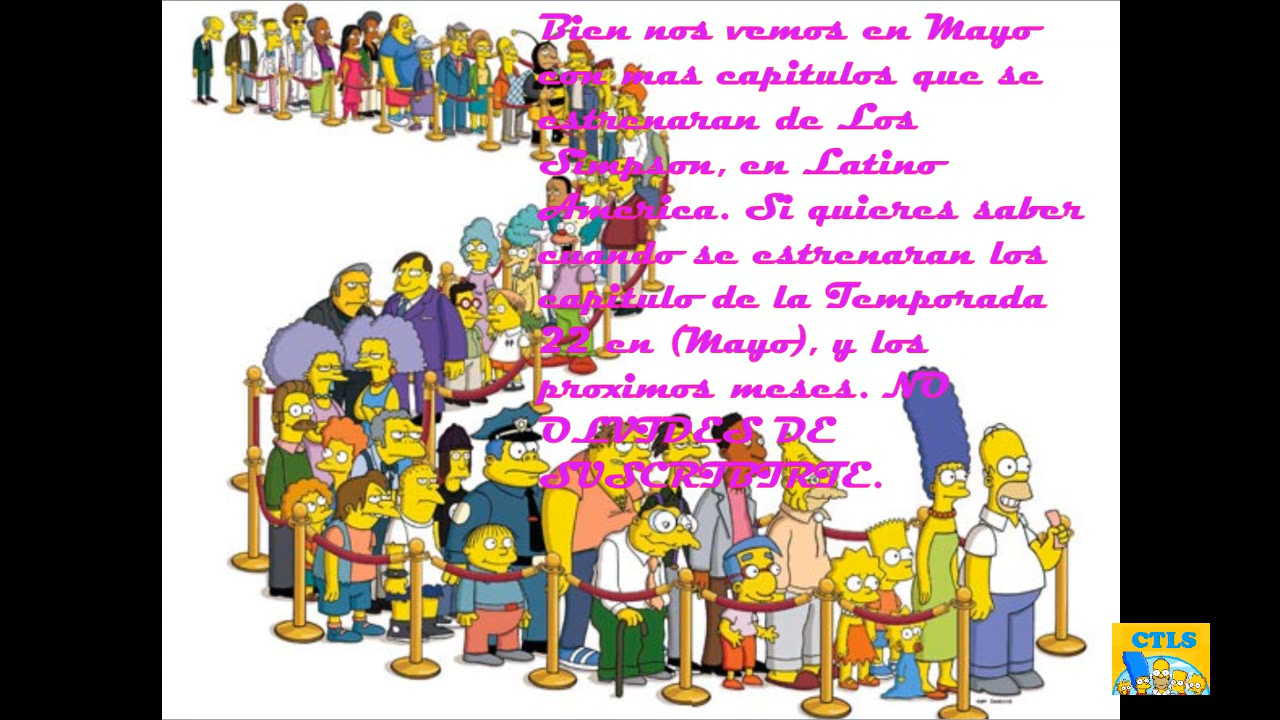 Bien nos vemos en Mayo
con mas capitulos que se
estrenaran de Los
Simpson, en Latino
America. Si quieres saber
cuando se estrenaran los
capitulo de la Temporada
22 en (Mayo), y los
proximos meses. NO
OLVIDES DE
SUSCRIBIRTE.
CTLS